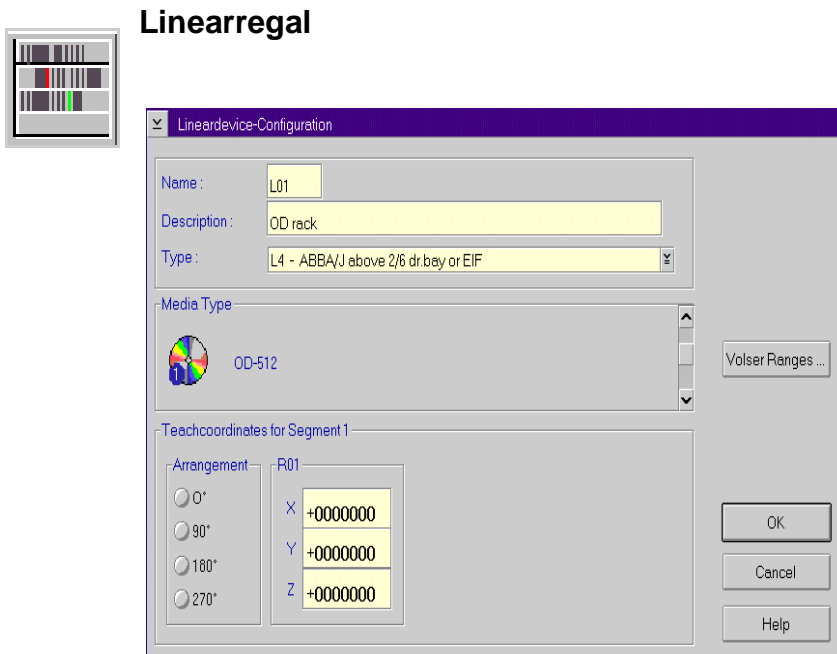 Linearregal
Lineardevice-Configuration
Name :
L01
Description :
OD rack
Type :
L4 - ABBA/J above 2/6 dr.bay or EIF
Media Type
1
OD-512
Volser Ranges ...
Teachcoordinates for Segment 1
Arrangement
0°
90°
180°
270°
R01
X +0000000
Y +0000000
Z +0000000
OK
Cancel
Help